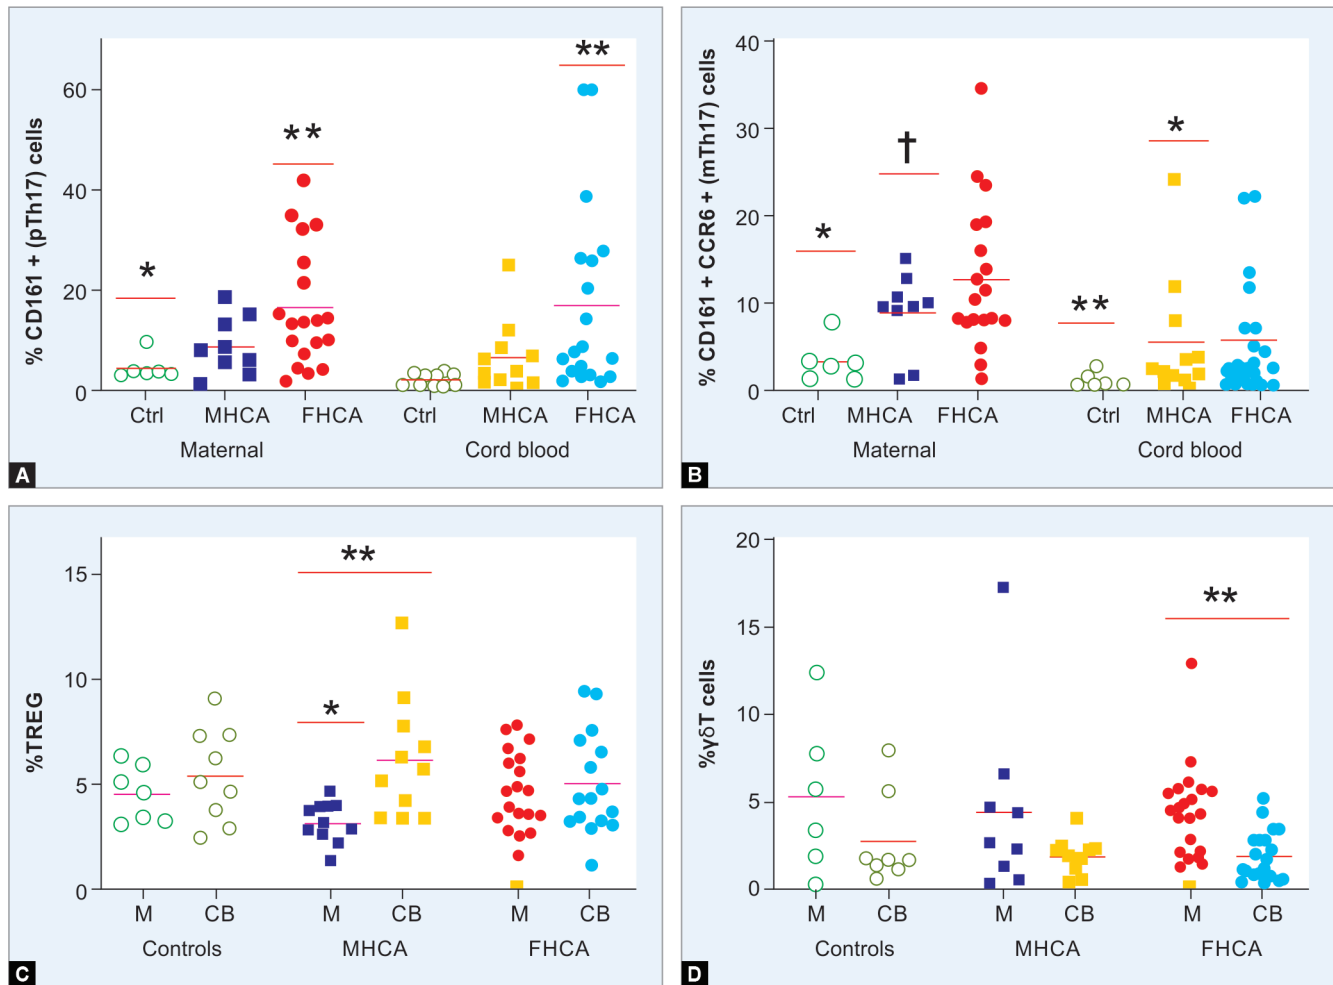 % CD161 + (pTh17) cells
60
40
20
0
*
**
**
Ctrl MHCA FHCA Ctrl MHCA FHCA
Maternal Cord blood
A
% CD161 + CCR6 + (mTh17) cells
40
30
20
10
0
*
†
**
*
Ctrl MHCA FHCA Ctrl MHCA FHCA
Maternal Cord blood
B
%TREG
15
10
5
0
**
*
M CB M CB M CB
Controls MHCA FHCA
C
%γδT cells
20
15
10
5
0
**
M CB M CB M CB
Controls MHCA FHCA
D